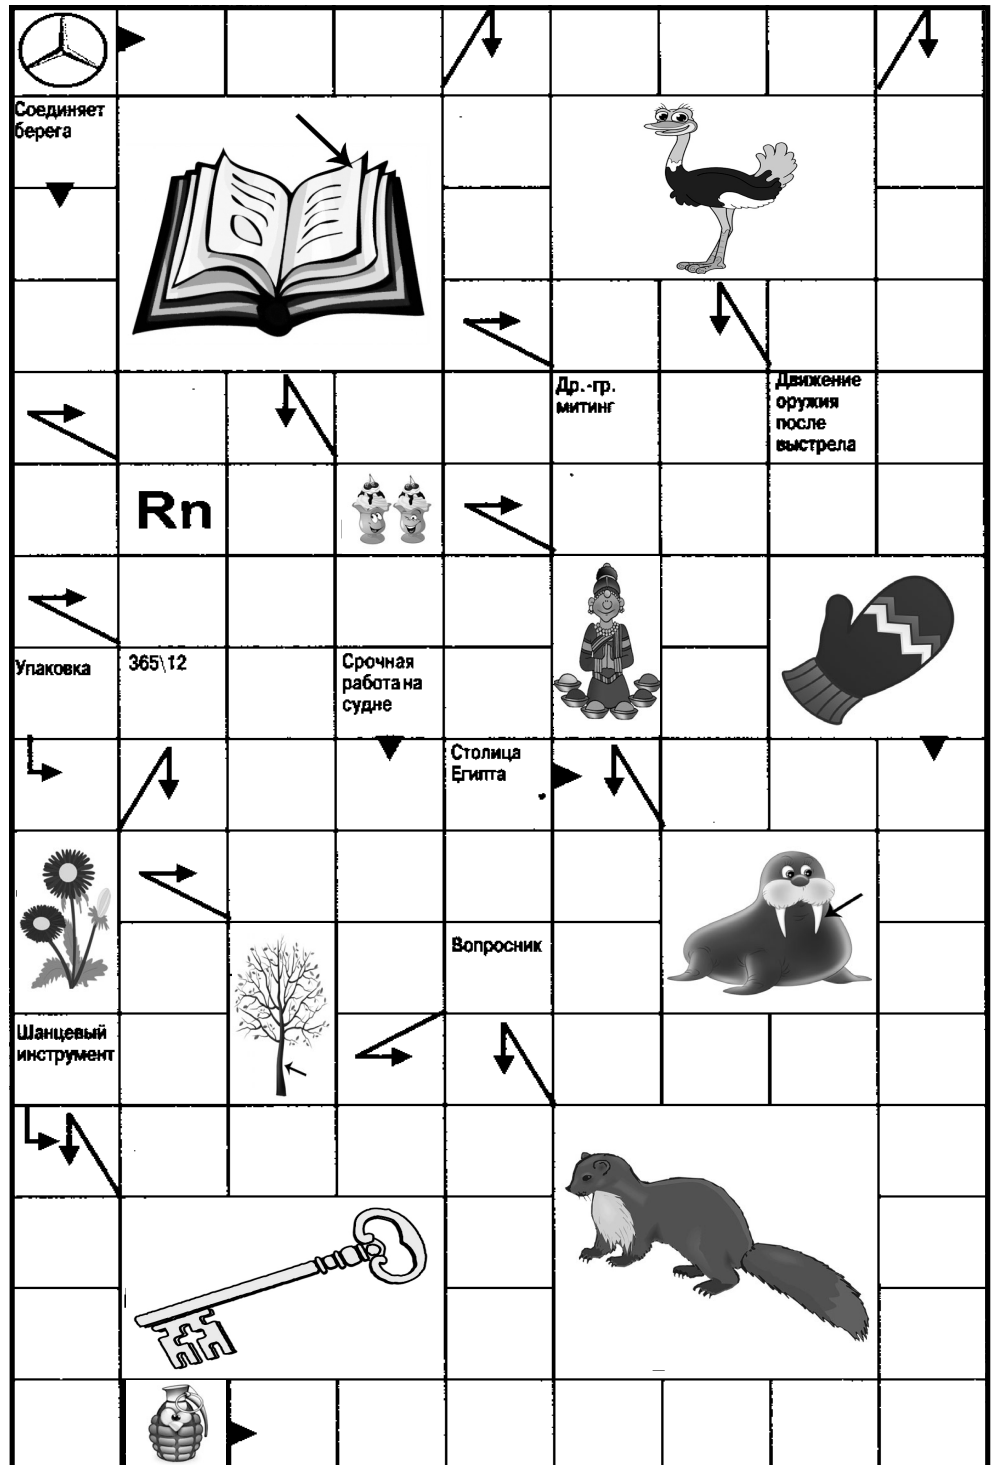 Соединяет
берега
Др.-гр.
митинг
Движение
оружия
после
выстрела
Rn
Упаковка
365\12
Срочная
работа на
судне
Столица
Египта
Вопросник
Шанцевый
инструмент